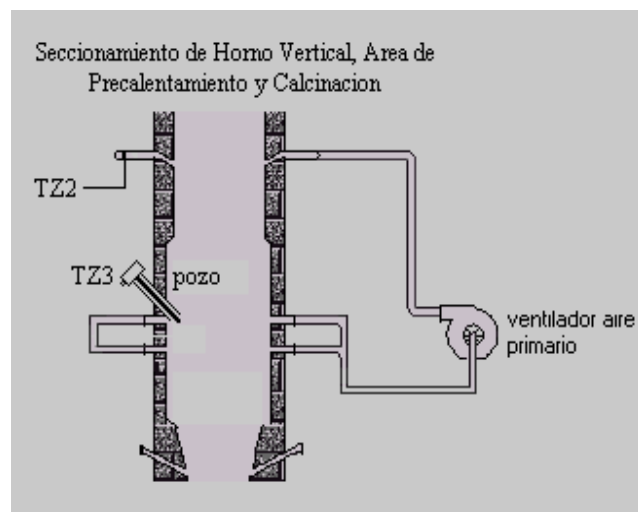 Seccionamiento de Horno Vertical, Area de
Precalentamiento y Calcinacion
TZ2
TZ3
pozo
ventilador aire
primario